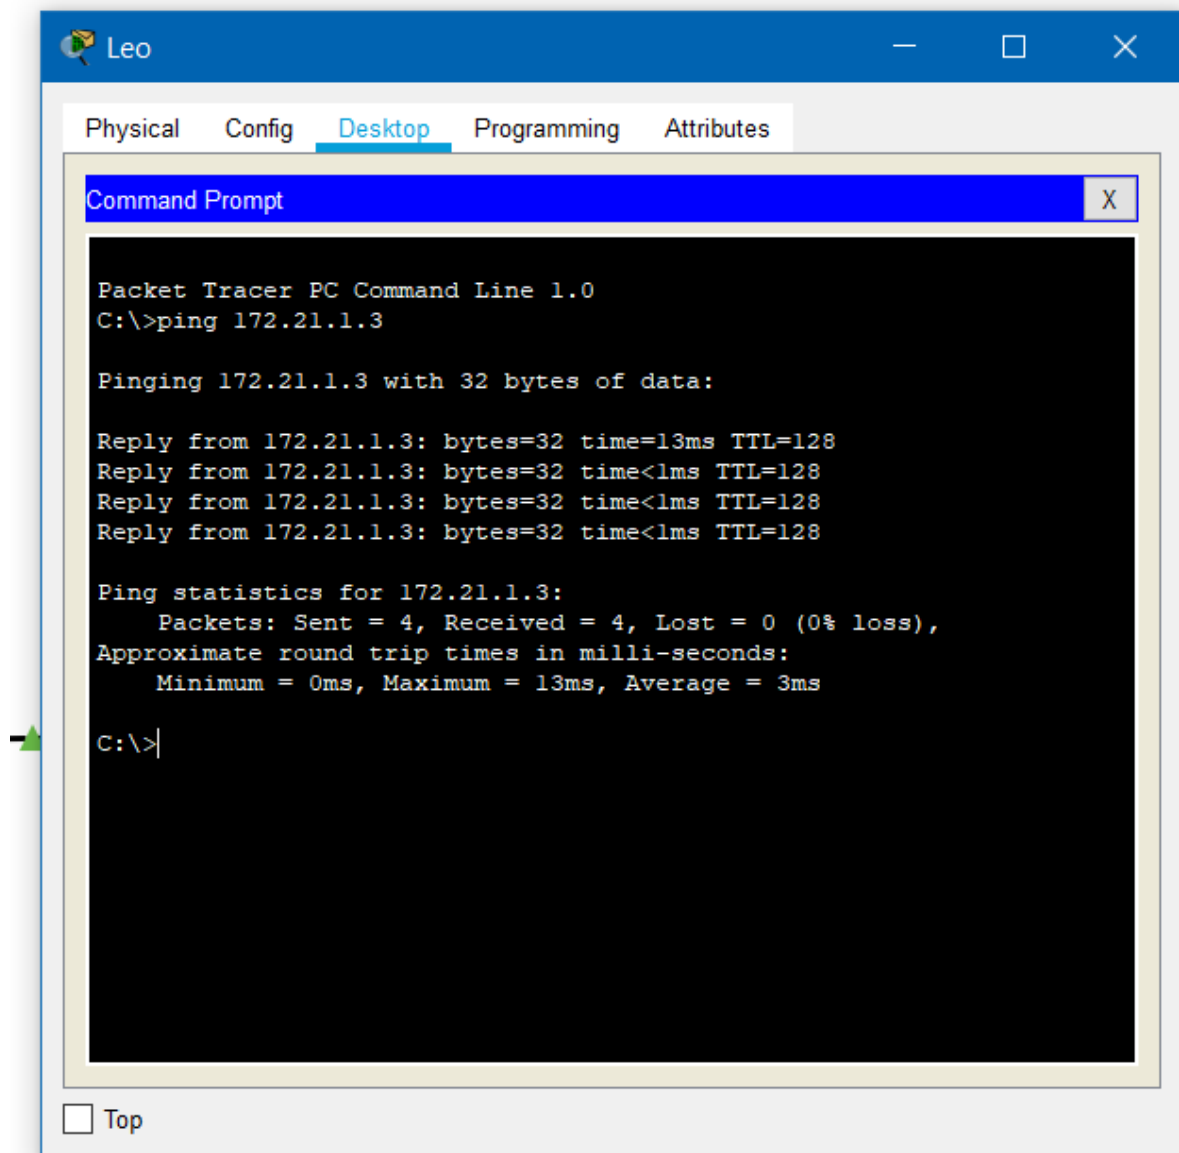 Leo
Physical Config Desktop Programming Attributes
Command Prompt
X
Packet Tracer PC Command Line 1.0
C:\>ping 172.21.1.3
Pinging 172.21.1.3 with 32 bytes of data:
Reply from 172.21.1.3: bytes=32 time=13ms TTL=128
Reply from 172.21.1.3: bytes=32 time<1ms TTL=128
Reply from 172.21.1.3: bytes=32 time<1ms TTL=128
Reply from 172.21.1.3: bytes=32 time<1ms TTL=128
Ping statistics for 172.21.1.3:
Packets: Sent = 4, Received = 4, Lost = 0 (0% loss),
Approximate round trip times in milli-seconds:
Minimum = 0ms, Maximum = 13ms, Average = 3ms
C:\>
Top